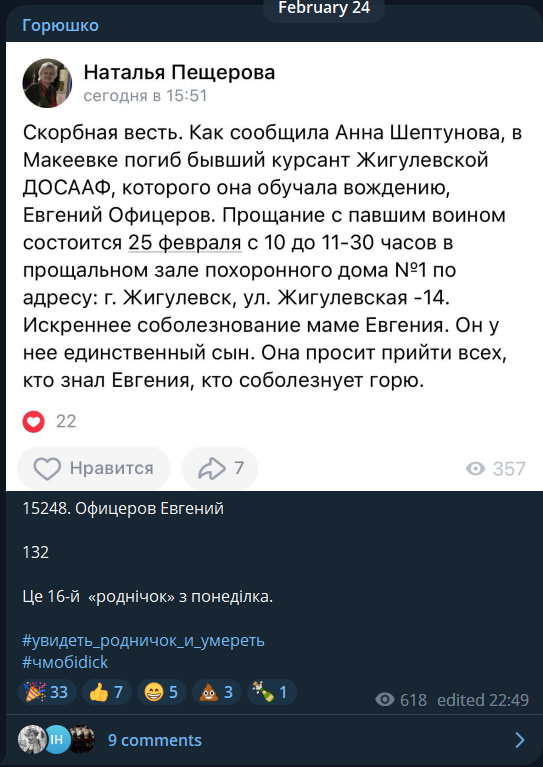 February 24
Горюшко
Наталья Пещерова
сегодня в 15:51
Скорбная весть. Как сообщила Анна Шептунова, в
Макеевке погиб бывший курсант Жигулевской
ДОСААФ, которого она обучала вождению,
Евгений Офицеров. Прощание с павшим воином
состоится 25 февраля с 10 до 11-30 часов в
прощальном зале похоронного дома №1 по
адресу: г. Жигулевск, ул. Жигулевская -14.
Искреннее соболезнование маме Евгения. Он у
нее единственный сын. Она просит прийти всех,
кто знал Евгения, кто соболезнует горю.
22
Нравится 7 357
15248. Офицеров Евгений
132
Це 16-й «роднічок» з понеділка.
#увидеть_родничок_и_умереть
#чмобіdick
33 7 5 3 1 618 edited 22:49
ІН 9 comments